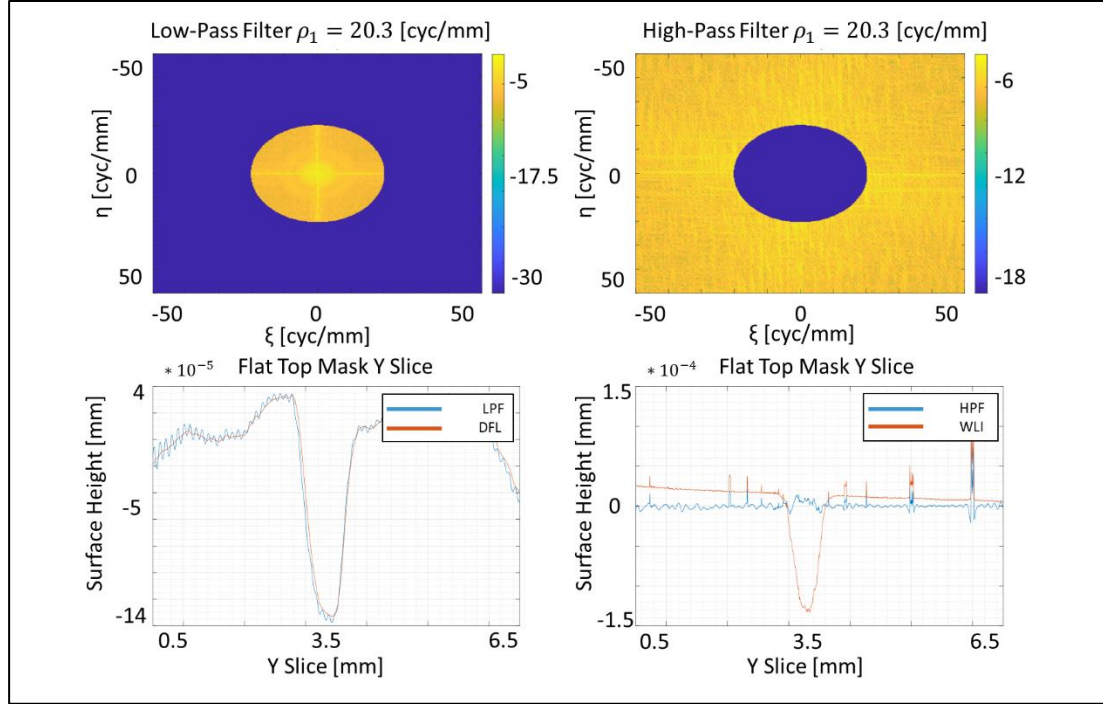 Low-Pass Filter ρ₁ = 20.3 [cyc/mm]
-50
0
50
η [cyc/mm]
-50 0 50
ξ [cyc/mm]
-5
-17.5
-30
High-Pass Filter ρ₁ = 20.3 [cyc/mm]
-50
0
50
η [cyc/mm]
-50 0 50
ξ [cyc/mm]
-6
-12
-18
* 10⁻⁵ Flat Top Mask Y Slice
4
-5
-14
Surface Height [mm]
LPF
DFL
0.5 3.5 6.5
Y Slice [mm]
* 10⁻⁴ Flat Top Mask Y Slice
1.5
0
-1.5
Surface Height [mm]
HPF
WLI
0.5 3.5 6.5
Y Slice [mm]